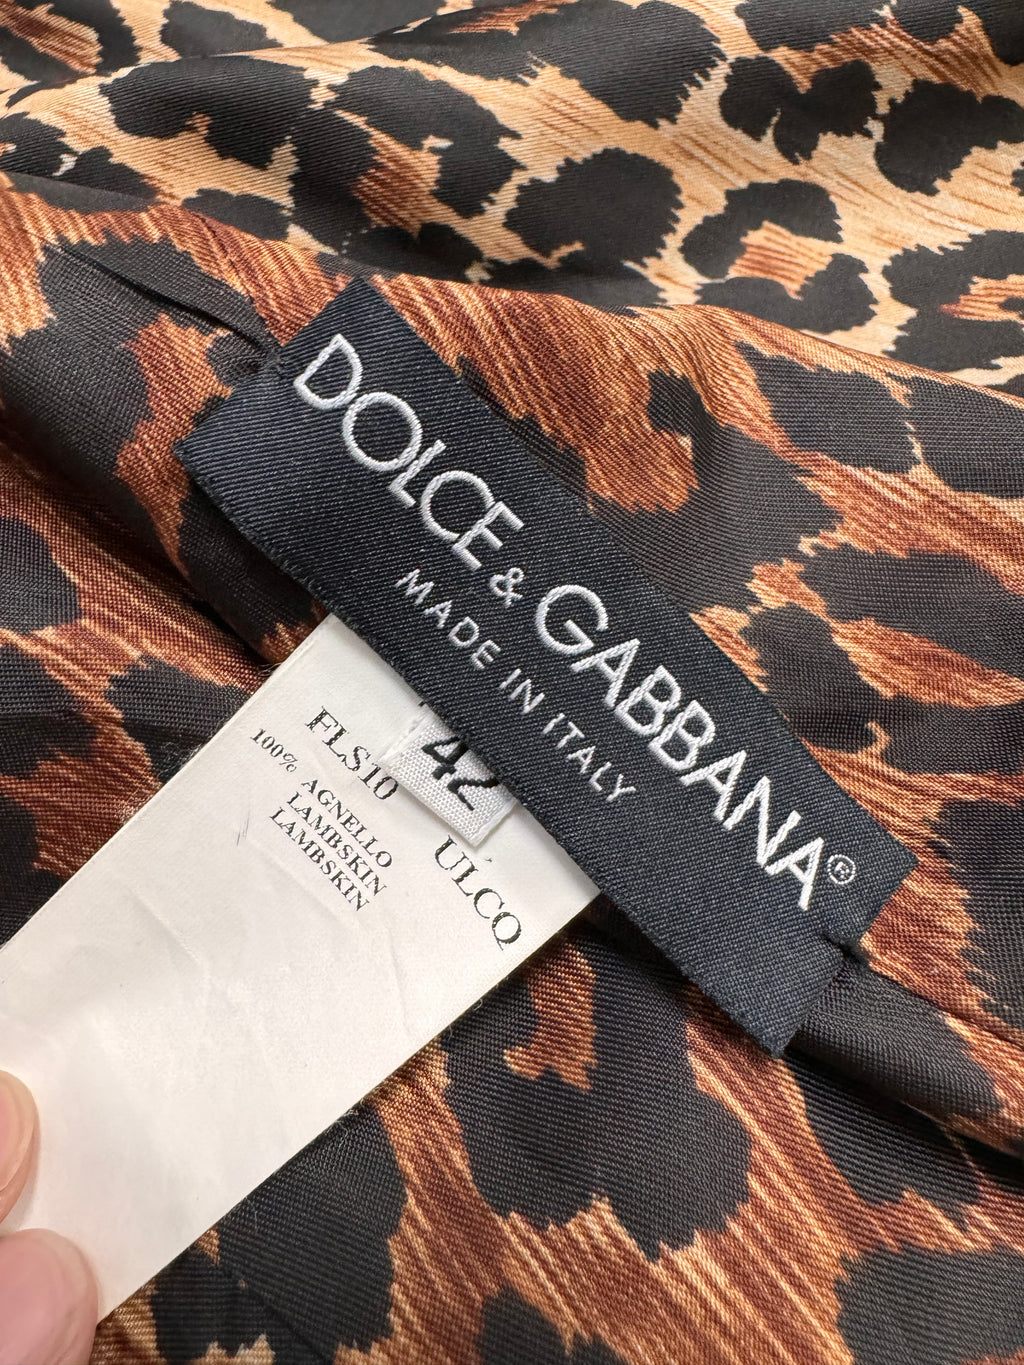 DOLCE & GABBANA®
MADE IN ITALY
42
FLS10 ULCQ
100% AGNELLO
LAMBSKIN
LAMBSKIN